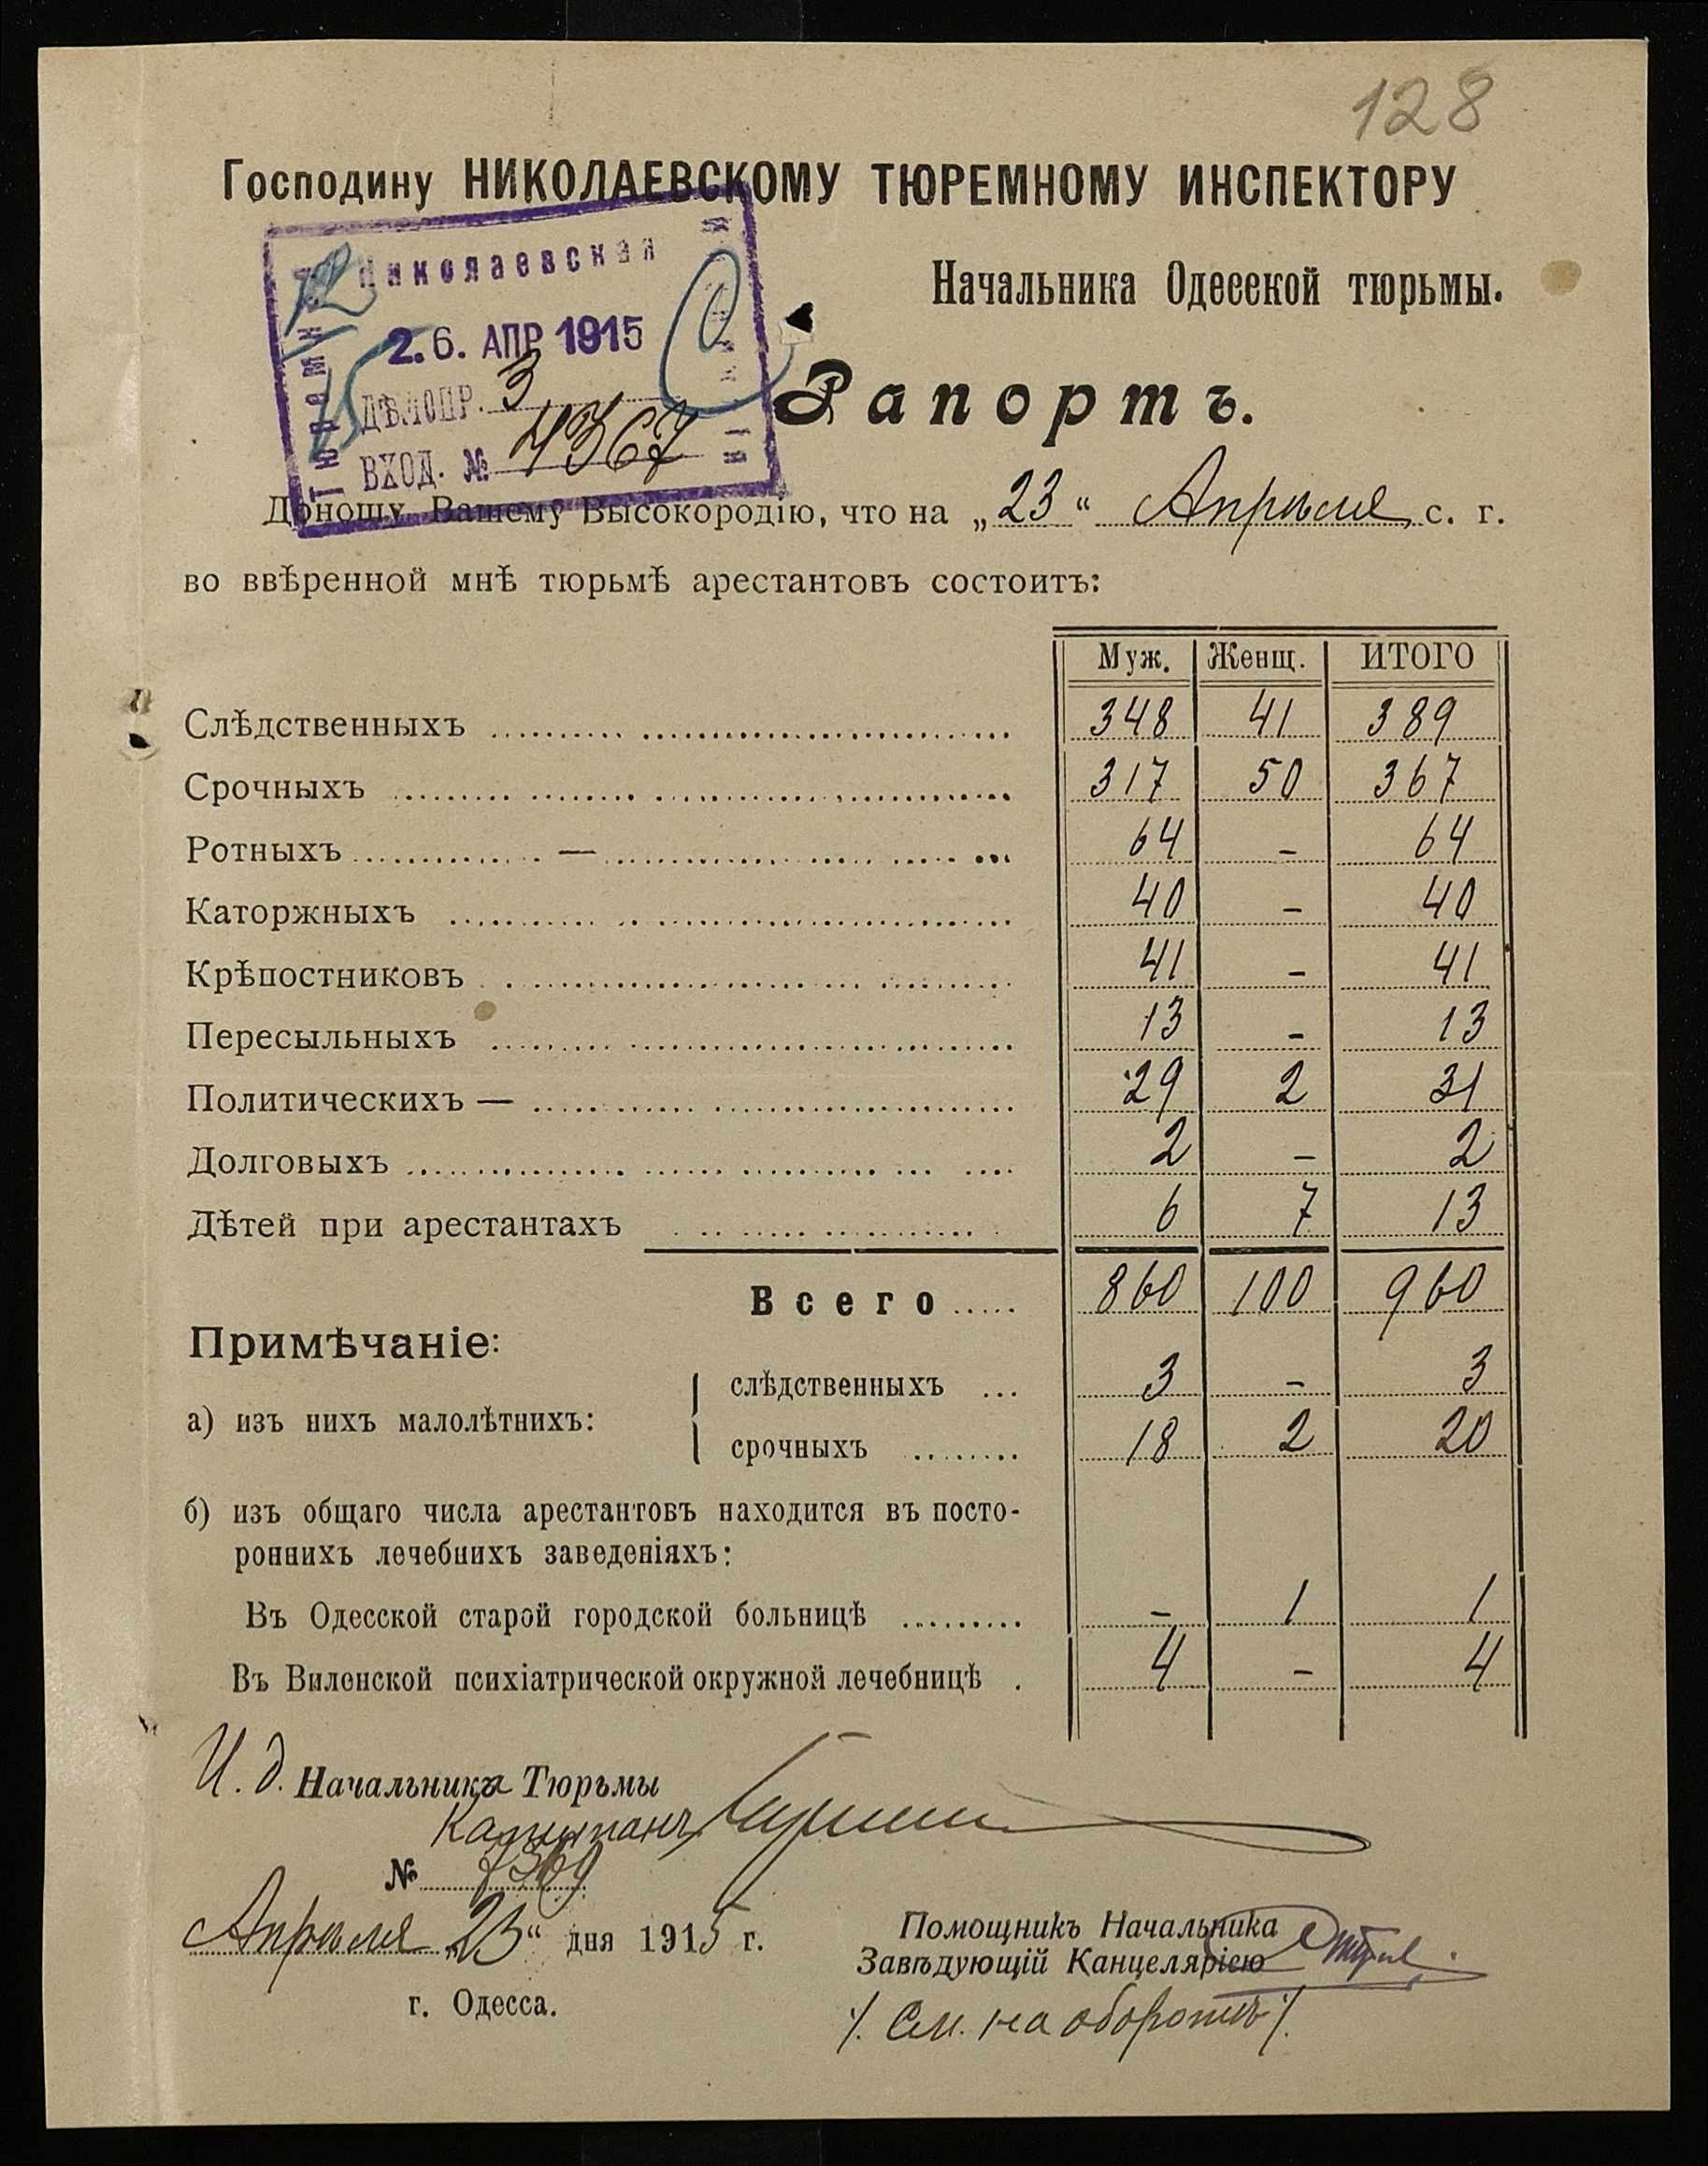 128
Господину НИКОЛАЕВСКОМУ ТЮРЕМНОМУ ИНСПЕКТОРУ
Николаевская
26. АПР 1915
ДѢЛОПР. 3
ВХОД. № 4367
Начальника Одесской тюрьмы.
Рапортъ.
Доношу Вашему Высокородію, что на „23“ Апрѣля с. г.
во ввѣренной мнѣ тюрьмѣ арестантовъ состоитъ:
Муж. Женщ. ИТОГО
Слѣдственныхъ 348 41 389
Срочныхъ 317 50 367
Ротныхъ — 64 - 64
Каторжныхъ 40 - 40
Крѣпостниковъ 41 - 41
Пересыльныхъ 13 - 13
Политическихъ — 29 2 31
Долговыхъ 2 - 2
Дѣтей при арестантахъ 6 7 13
Всего 860 100 960
Примѣчаніе:
слѣдственныхъ 3 - 3
а) изъ нихъ малолѣтнихъ:
срочныхъ 18 2 20
б) изъ общаго числа арестантовъ находится въ посто-
роннихъ лечебнихъ заведеніяхъ:
Въ Одесской старой городской больницѣ - 1 1
Въ Виленской психіатрической окружной лечебницѣ 4 - 4
И. д. Начальника Тюрьмы
Капитанъ
№ 7369
Апрѣля „23“ дня 1915 г.
г. Одесса.
Помощникъ Начальника
Завѣдующій Канцеляріею
/. См. на оборотѣ /.